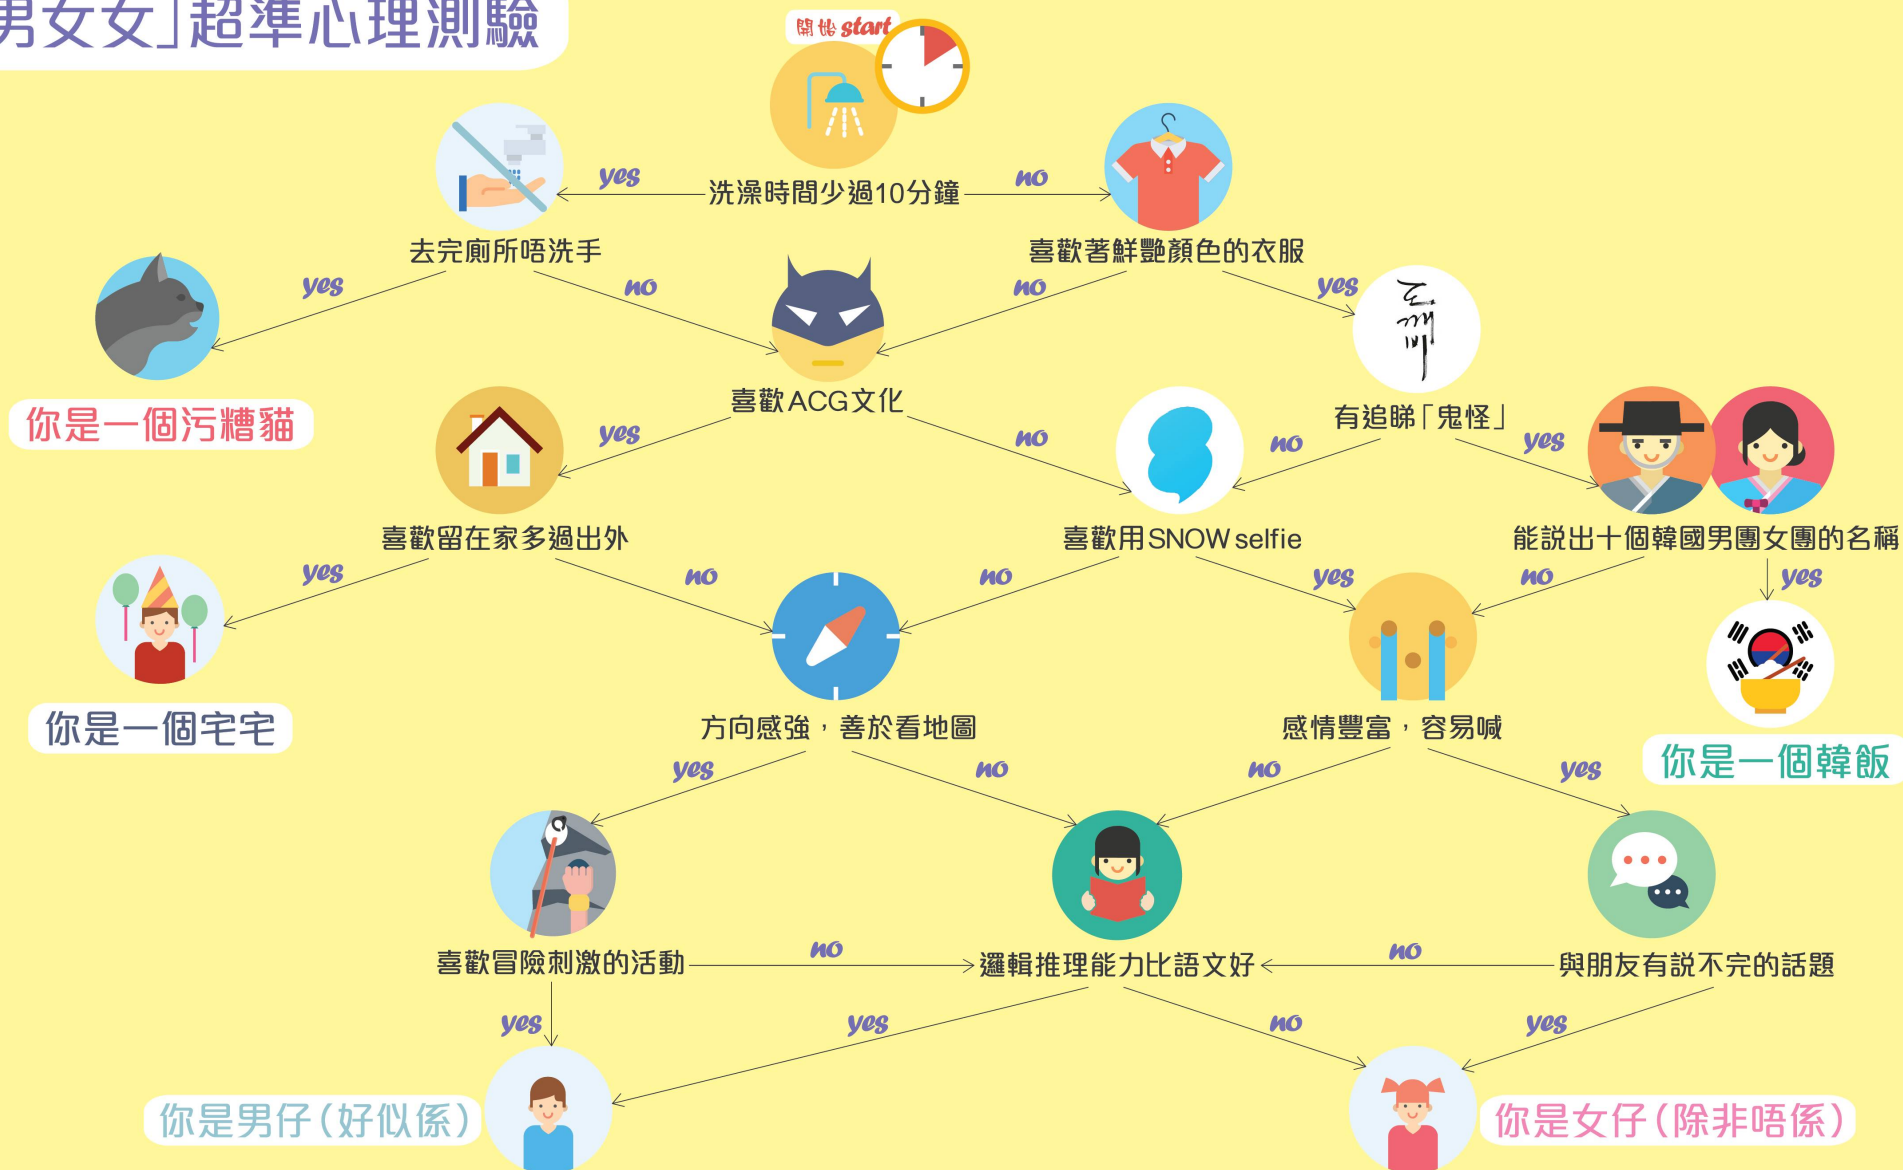 男女女」超準心理測驗
開始 start
yes
洗澡時間少過10分鐘
no
去完廁所唔洗手
喜歡著鮮艷顏色的衣服
yes
no
no
yes
도깨비
你是一個污糟貓
喜歡ACG文化
有追睇「鬼怪」
yes
no
no
yes
喜歡留在家多過出外
喜歡用SNOW selfie
能說出十個韓國男團女團的名稱
yes
no
no
yes
no
yes
你是一個宅宅
方向感強，善於看地圖
感情豐富，容易喊
你是一個韓飯
yes
no
no
yes
喜歡冒險刺激的活動
no
邏輯推理能力比語文好
no
與朋友有說不完的話題
yes
yes
no
yes
你是男仔(好似係)
你是女仔(除非唔係)